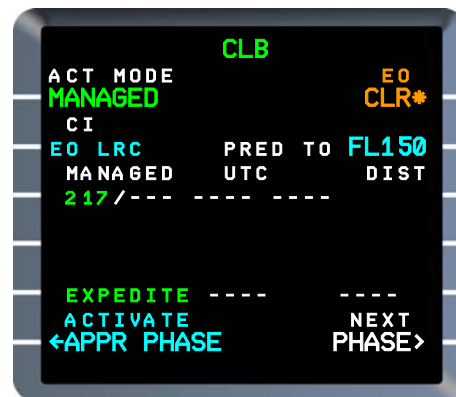 CLB
ACT MODE EO
MANAGED CLR*
CI
EO LRC PRED TO FL150
MANAGED UTC DIST
217/--- ---- ----
EXPEDITE ---- ----
ACTIVATE NEXT
←APPR PHASE PHASE>